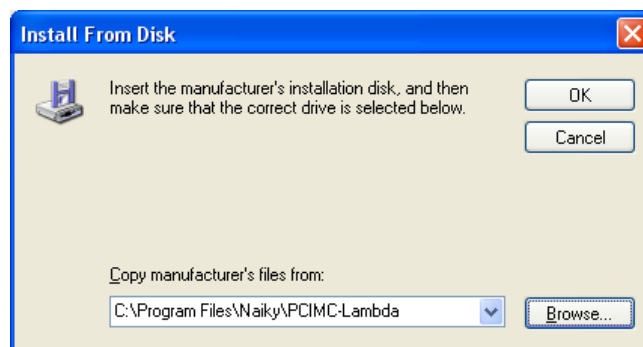 Install From Disk
Insert the manufacturer's installation disk, and then
make sure that the correct drive is selected below.
OK
Cancel
Copy manufacturer's files from:
C:\Program Files\Naiky\PCIMC-Lambda
Browse...